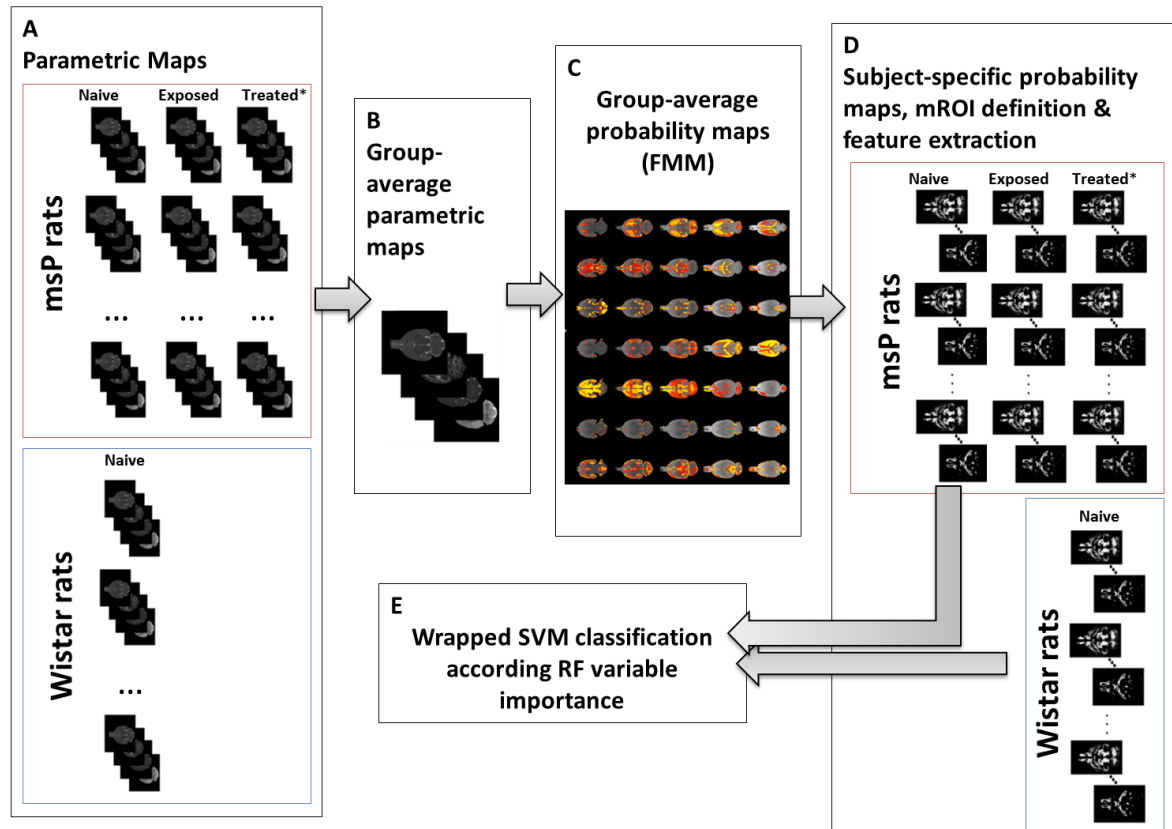 A
Parametric Maps
Naive Exposed Treated*
msP rats
...
...
...
Naive
Wistar rats
...
B
Group-
average
parametric
maps
C
Group-average
probability maps
(FMM)
D
Subject-specific probability
maps, mROI definition &
feature extraction
Naive Exposed Treated*
msP rats
Naive
Wistar rats
E
Wrapped SVM classification
according RF variable
importance